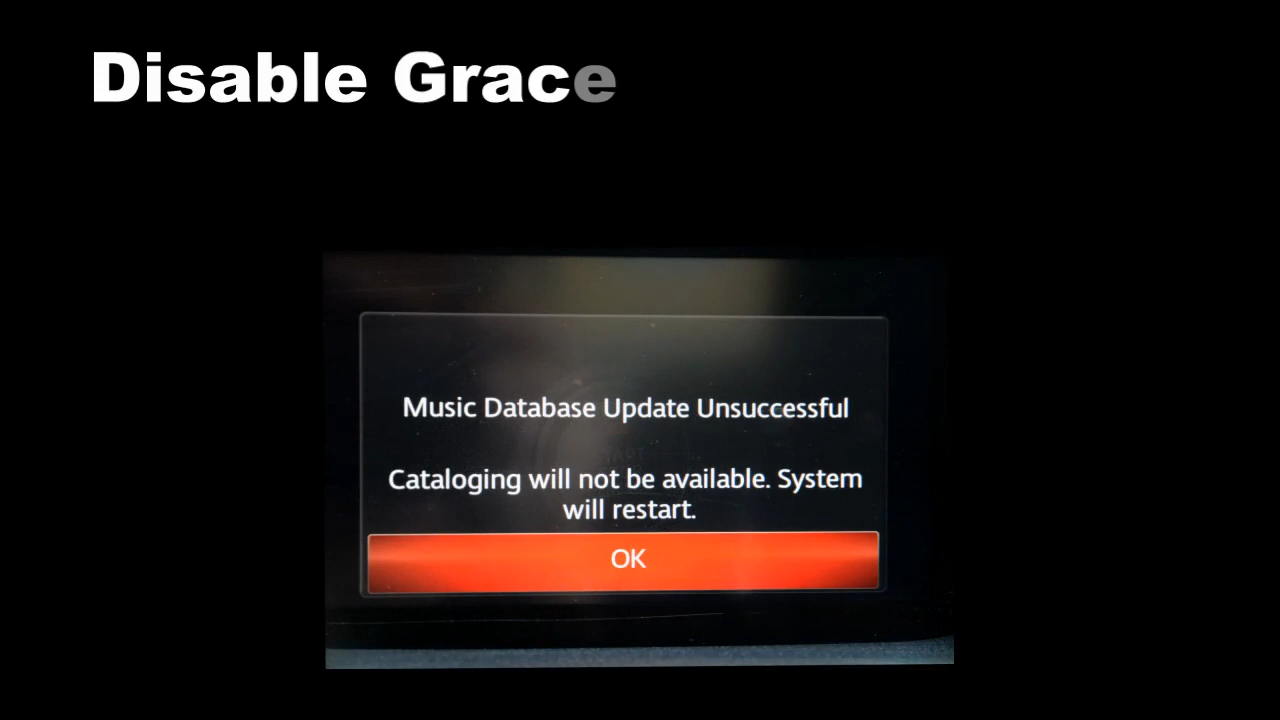 Disable Grace
Music Database Update Unsuccessful
Cataloging will not be available. System
will restart.
OK